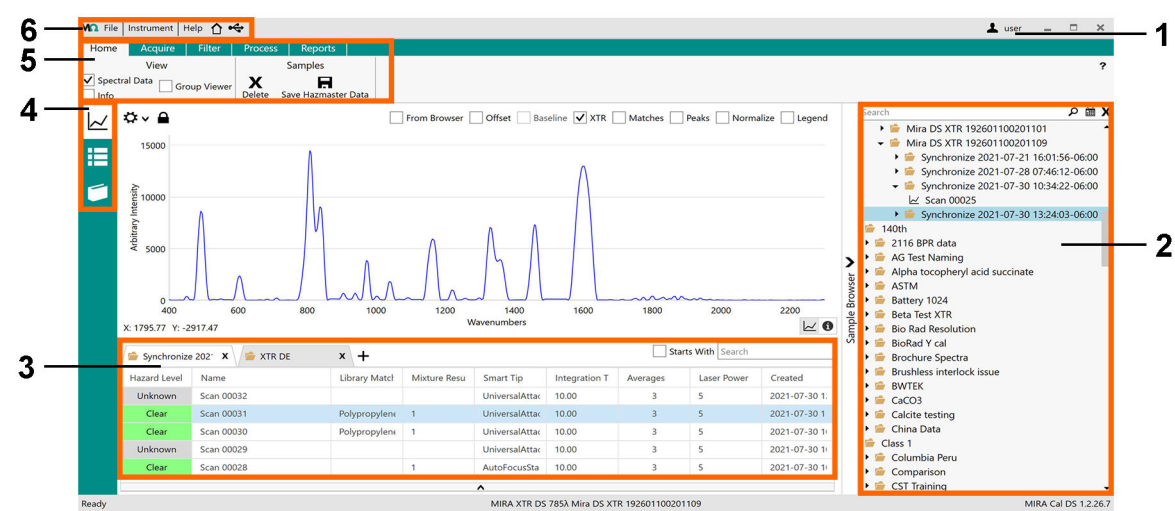 6
File Instrument Help
user
1
5
Home Acquire Filter Process Reports
View
Samples
?
Spectral Data
Group Viewer
Info
Delete Save Hazmaster Data
4
From Browser Offset Baseline XTR Matches Peaks Normalize Legend
Search
X
Arbitrary Intensity
15000
10000
5000
0
400 600 800 1000 1200 1400 1600 1800 2000 2200
Wavenumbers
X: 1795.77 Y: -2917.47
Sample Browser
Mira DS XTR 192601100201101
Mira DS XTR 192601100201109
Synchronize 2021-07-21 16:01:56-06:00
Synchronize 2021-07-28 07:46:12-06:00
Synchronize 2021-07-30 10:34:22-06:00
Scan 00025
Synchronize 2021-07-30 13:24:03-06:00
140th
2116 BPR data
2
AG Test Naming
Alpha tocopheryl acid succinate
ASTM
Battery 1024
Beta Test XTR
Bio Rad Resolution
BioRad Y cal
Brochure Spectra
Brushless interlock issue
BWTEK
CaCO3
Calcite testing
China Data
Class 1
Columbia Peru
Comparison
CST Training
3
Synchronize 202 X XTR DE X +
Starts With Search
Hazard Level Name Library Match Mixture Resu Smart Tip Integration T Averages Laser Power Created
Unknown Scan 00032 UniversalAttac 10.00 3 5 2021-07-30 1
Clear Scan 00031 Polypropylene 1 UniversalAttac 10.00 3 5 2021-07-30 1
Clear Scan 00030 Polypropylene 1 UniversalAttac 10.00 3 5 2021-07-30 1
Unknown Scan 00029 UniversalAttac 10.00 3 5 2021-07-30 1
Clear Scan 00028 1 AutoFocusSta 10.00 3 5 2021-07-30 1
Ready
MIRA XTR DS 785λ Mira DS XTR 192601100201109
MIRA Cal DS 1.2.26.7